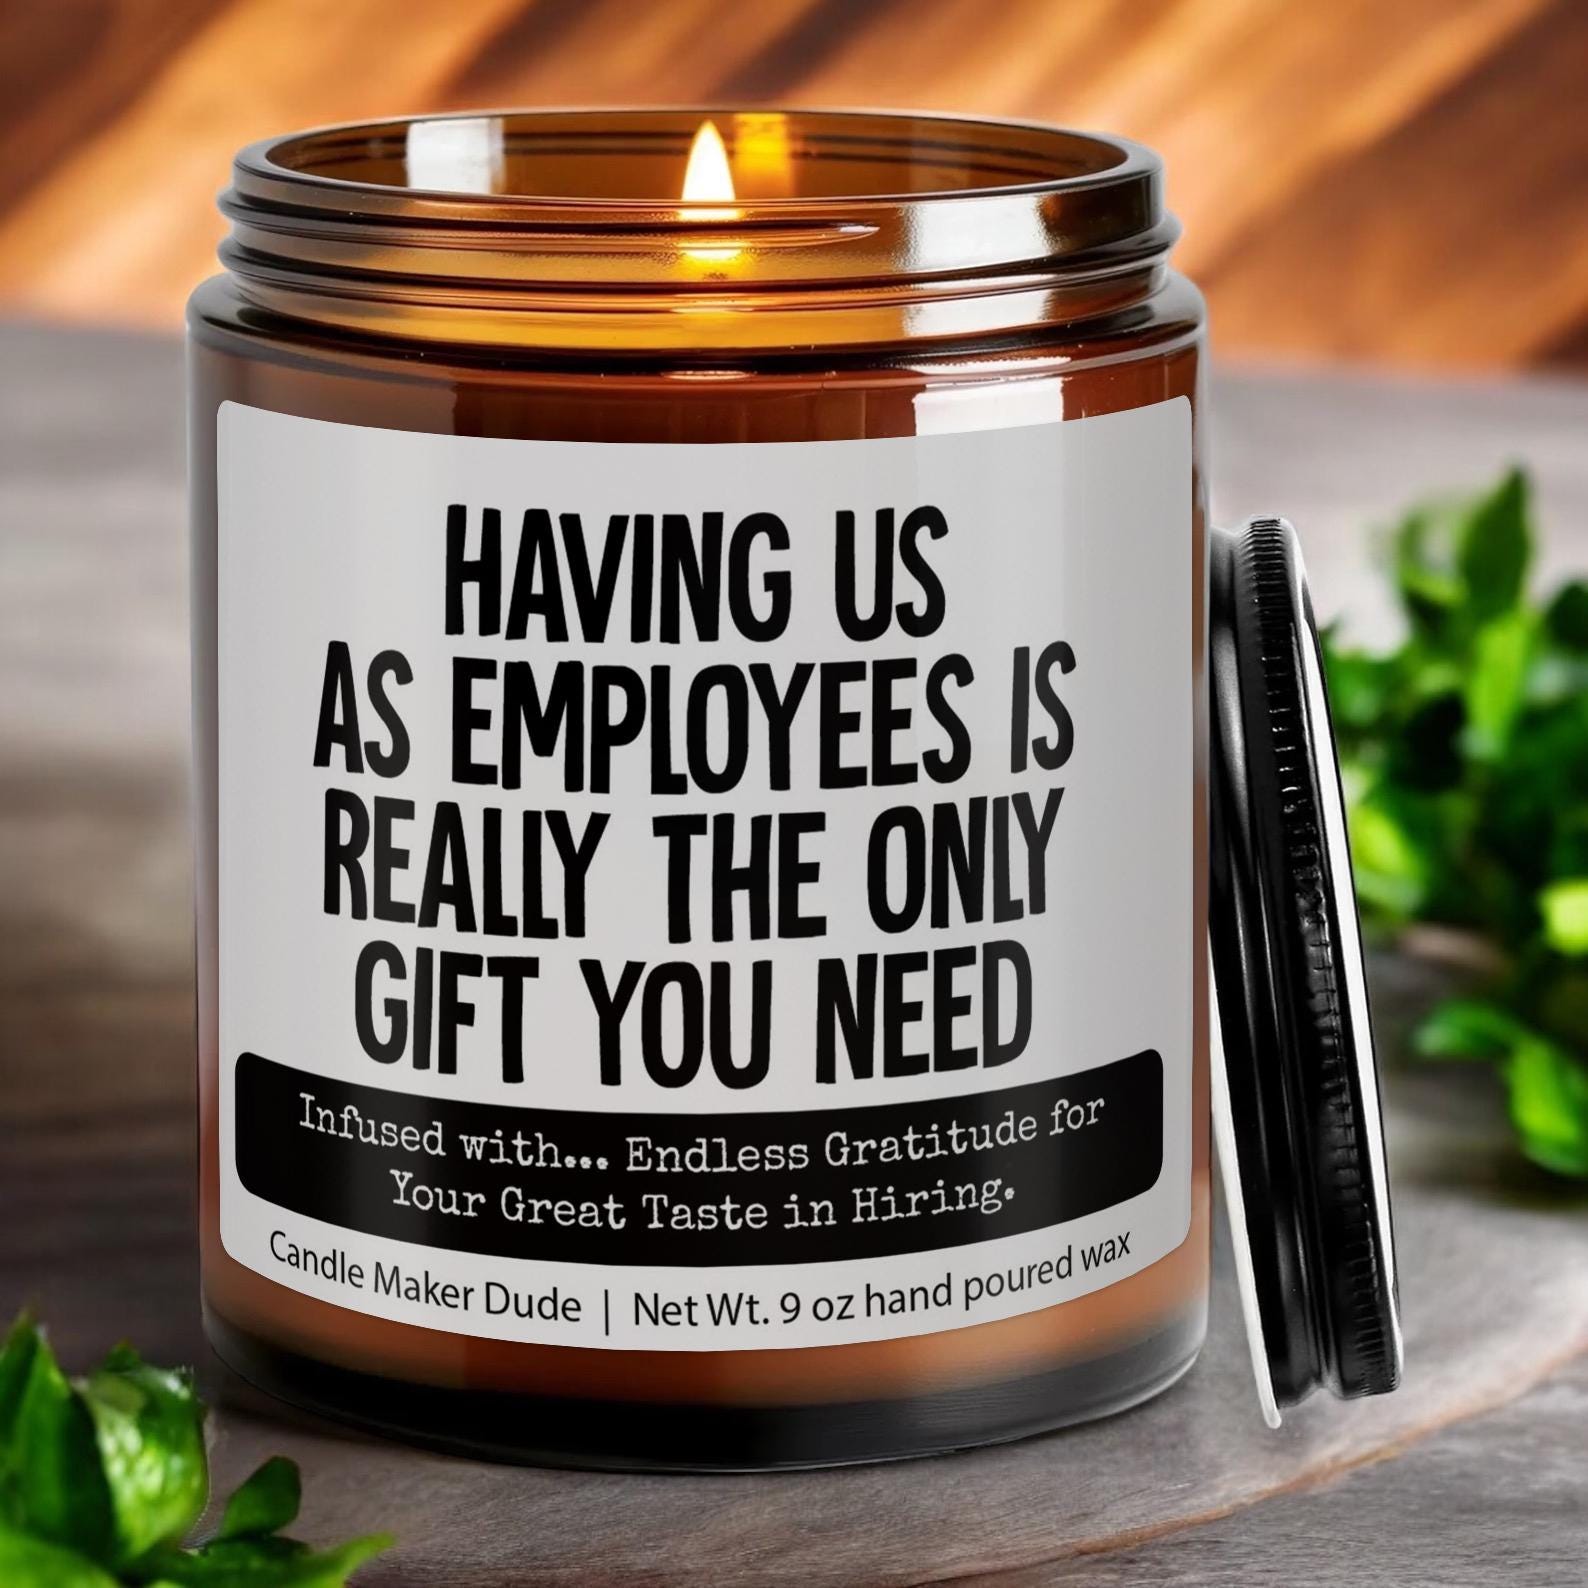 HAVING US
AS EMPLOYEES IS
REALLY THE ONLY
GIFT YOU NEED
Infused with... Endless Gratitude for
Your Great Taste in Hiring.
Candle Maker Dude | Net Wt. 9 oz hand poured wax